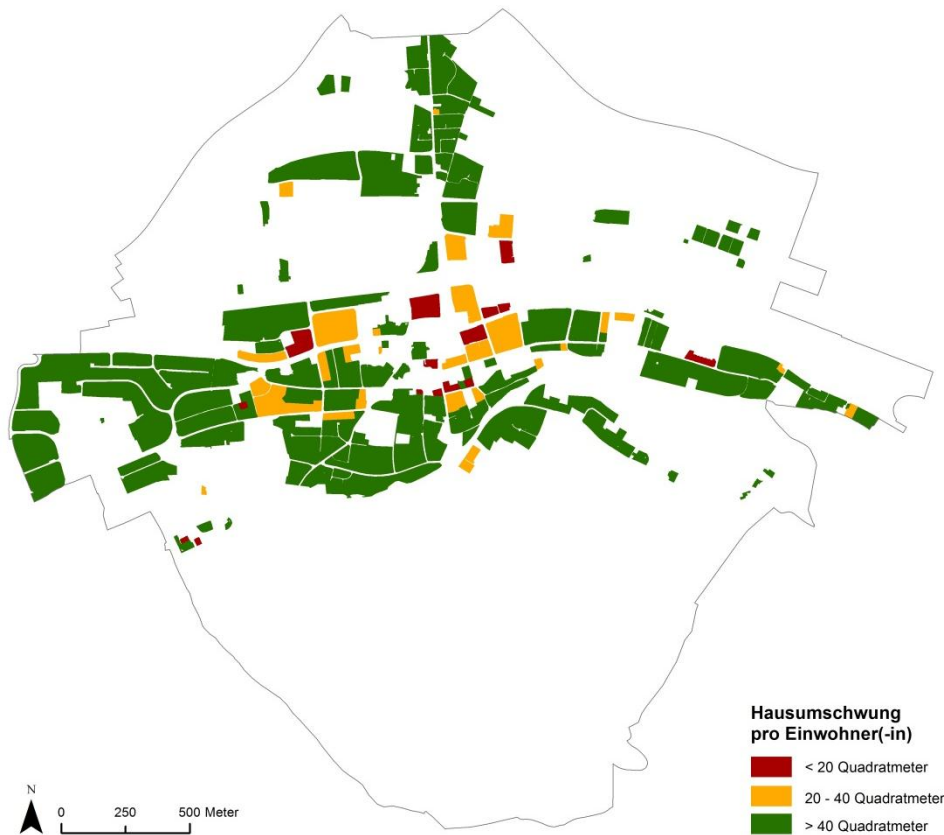 Hausumschwung
pro Einwohner(-in)
< 20 Quadratmeter
20 - 40 Quadratmeter
> 40 Quadratmeter
N
0 250 500 Meter